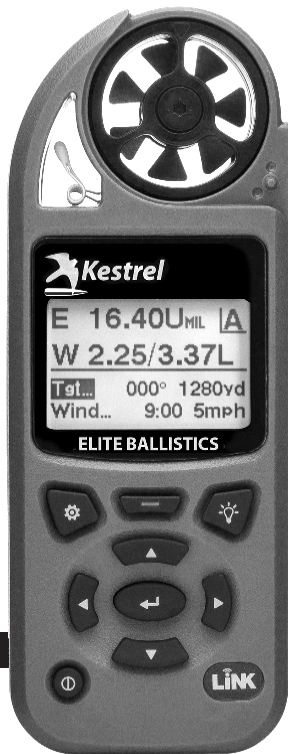 Kestrel
E 16.40UMIL A
W 2.25/3.37L
Tgt... 000° 1280yd
Wind... 9:00 5mph
ELITE BALLISTICS
LiNK